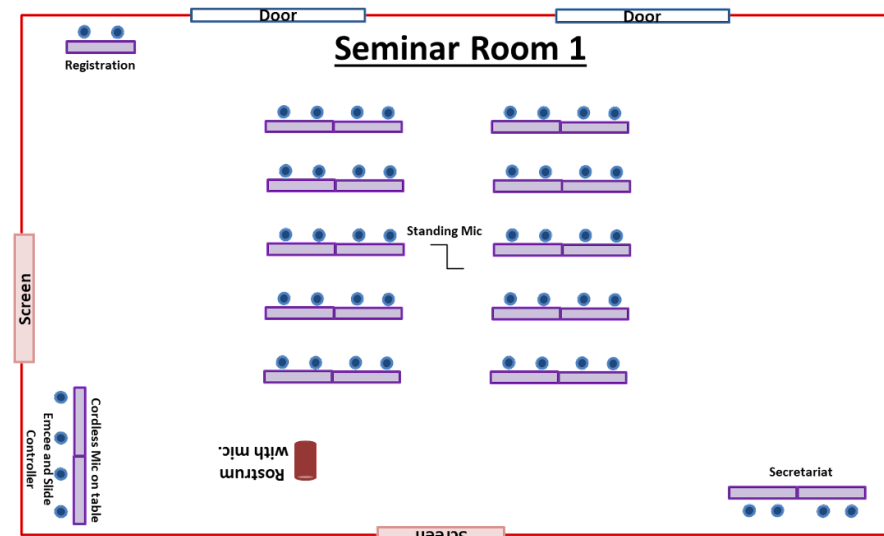 Door
Door
Seminar Room 1
Registration
Standing Mic
Screen
Cordless Mic on table
Emcee and Slide
Controller
Rostrum
with mic.
Secretariat
Screen